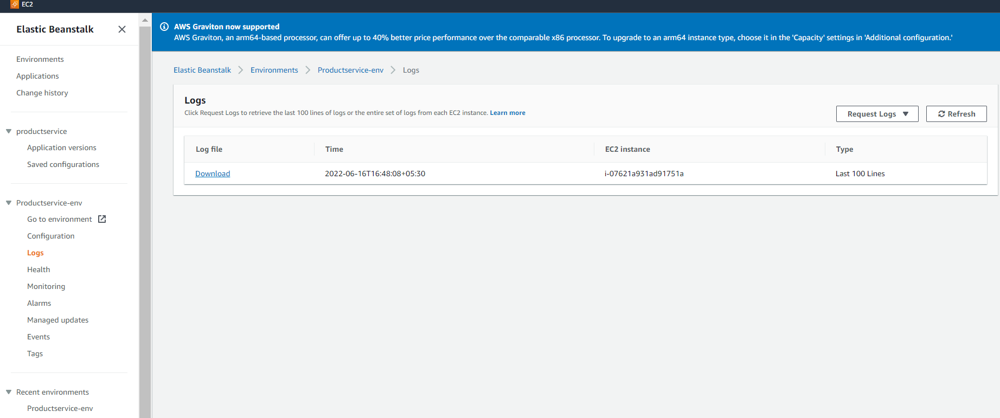 EC2
Elastic Beanstalk
Environments
Applications
Change history
productservice
Application versions
Saved configurations
Productservice-env
Go to environment
Configuration
Logs
Health
Monitoring
Alarms
Managed updates
Events
Tags
Recent environments
Productservice-env
AWS Graviton now supported
AWS Graviton, an arm64-based processor, can offer up to 40% better price performance over the comparable x86 processor. To upgrade to an arm64 instance type, choose it in the 'Capacity' settings in 'Additional configuration.'
Elastic Beanstalk Environments Productservice-env Logs
Logs
Click Request Logs to retrieve the last 100 lines of logs or the entire set of logs from each EC2 instance. Learn more
Request Logs Refresh
Log file Time EC2 instance Type
Download 2022-06-16T16:48:08+05:30 i-07621a931ad91751a Last 100 Lines